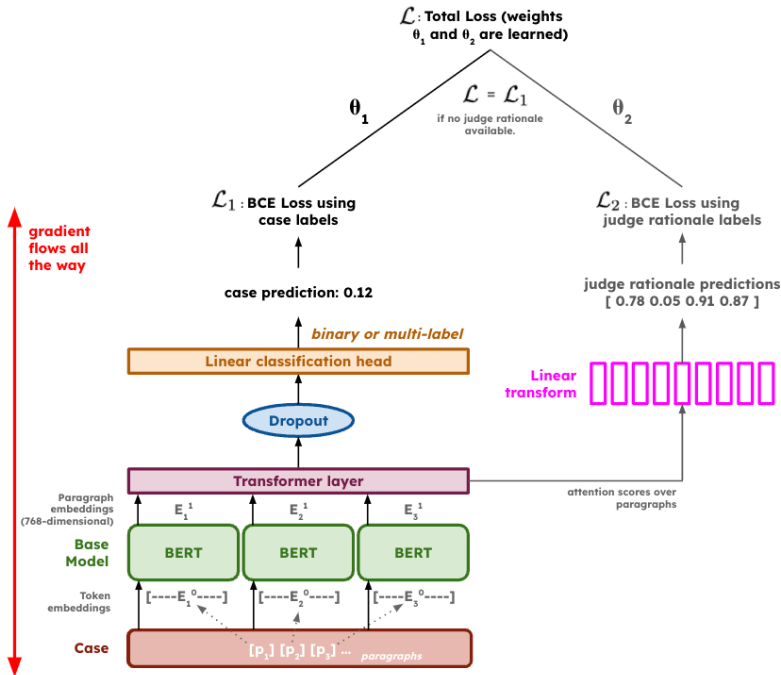 ℒ: Total Loss (weights
θ₁ and θ₂ are learned)
θ₁
ℒ = ℒ₁
θ₂
if no judge rationale
available.
ℒ₁ : BCE Loss using
case labels
ℒ₂ : BCE Loss using
judge rationale labels
gradient
flows all
the way
case prediction: 0.12
judge rationale predictions
[ 0.78 0.05 0.91 0.87 ]
binary or multi-label
Linear classification head
Linear
transform
Dropout
Transformer layer
attention scores over
paragraphs
Paragraph
embeddings
(768-dimensional)
E₁¹ E₂¹ E₃¹
Base
Model
BERT BERT BERT
Token
embeddings
[----E₁⁰----] [----E₂⁰----] [----E₃⁰----]
Case
[p₁] [p₂] [p₃] ... paragraphs